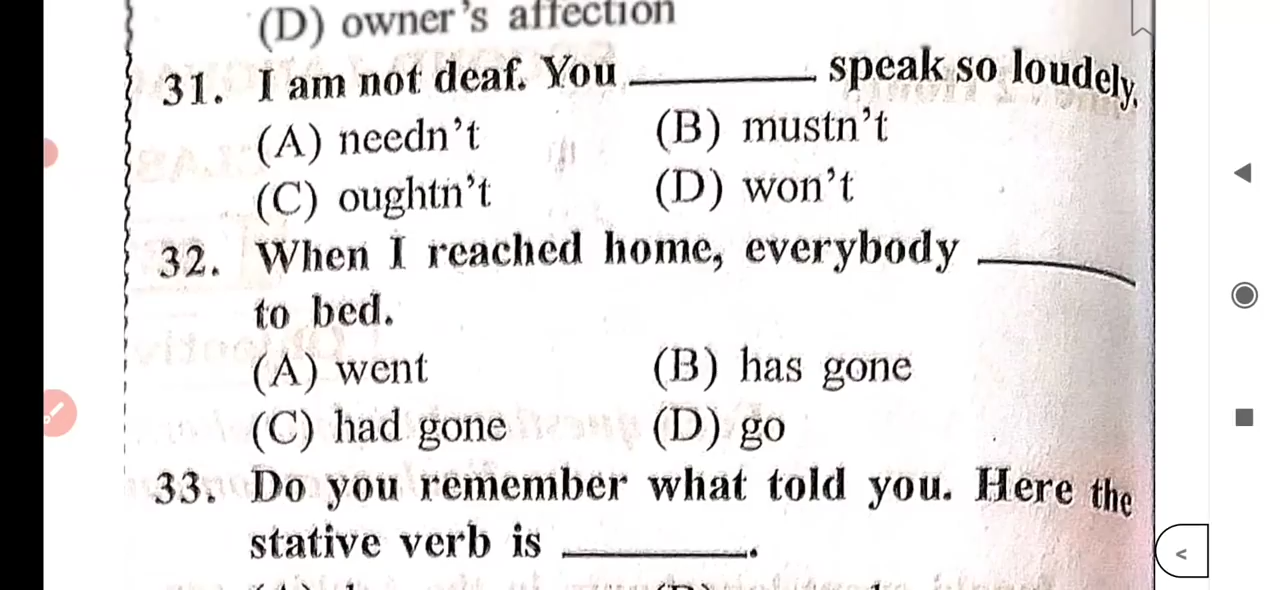 (D) owner's affection
31. I am not deaf. You ________ speak so loudely.
(A) needn't (B) mustn't
(C) oughtn't (D) won't
32. When I reached home, everybody ________
to bed.
(A) went (B) has gone
(C) had gone (D) go
33. Do you remember what told you. Here the
stative verb is ________.